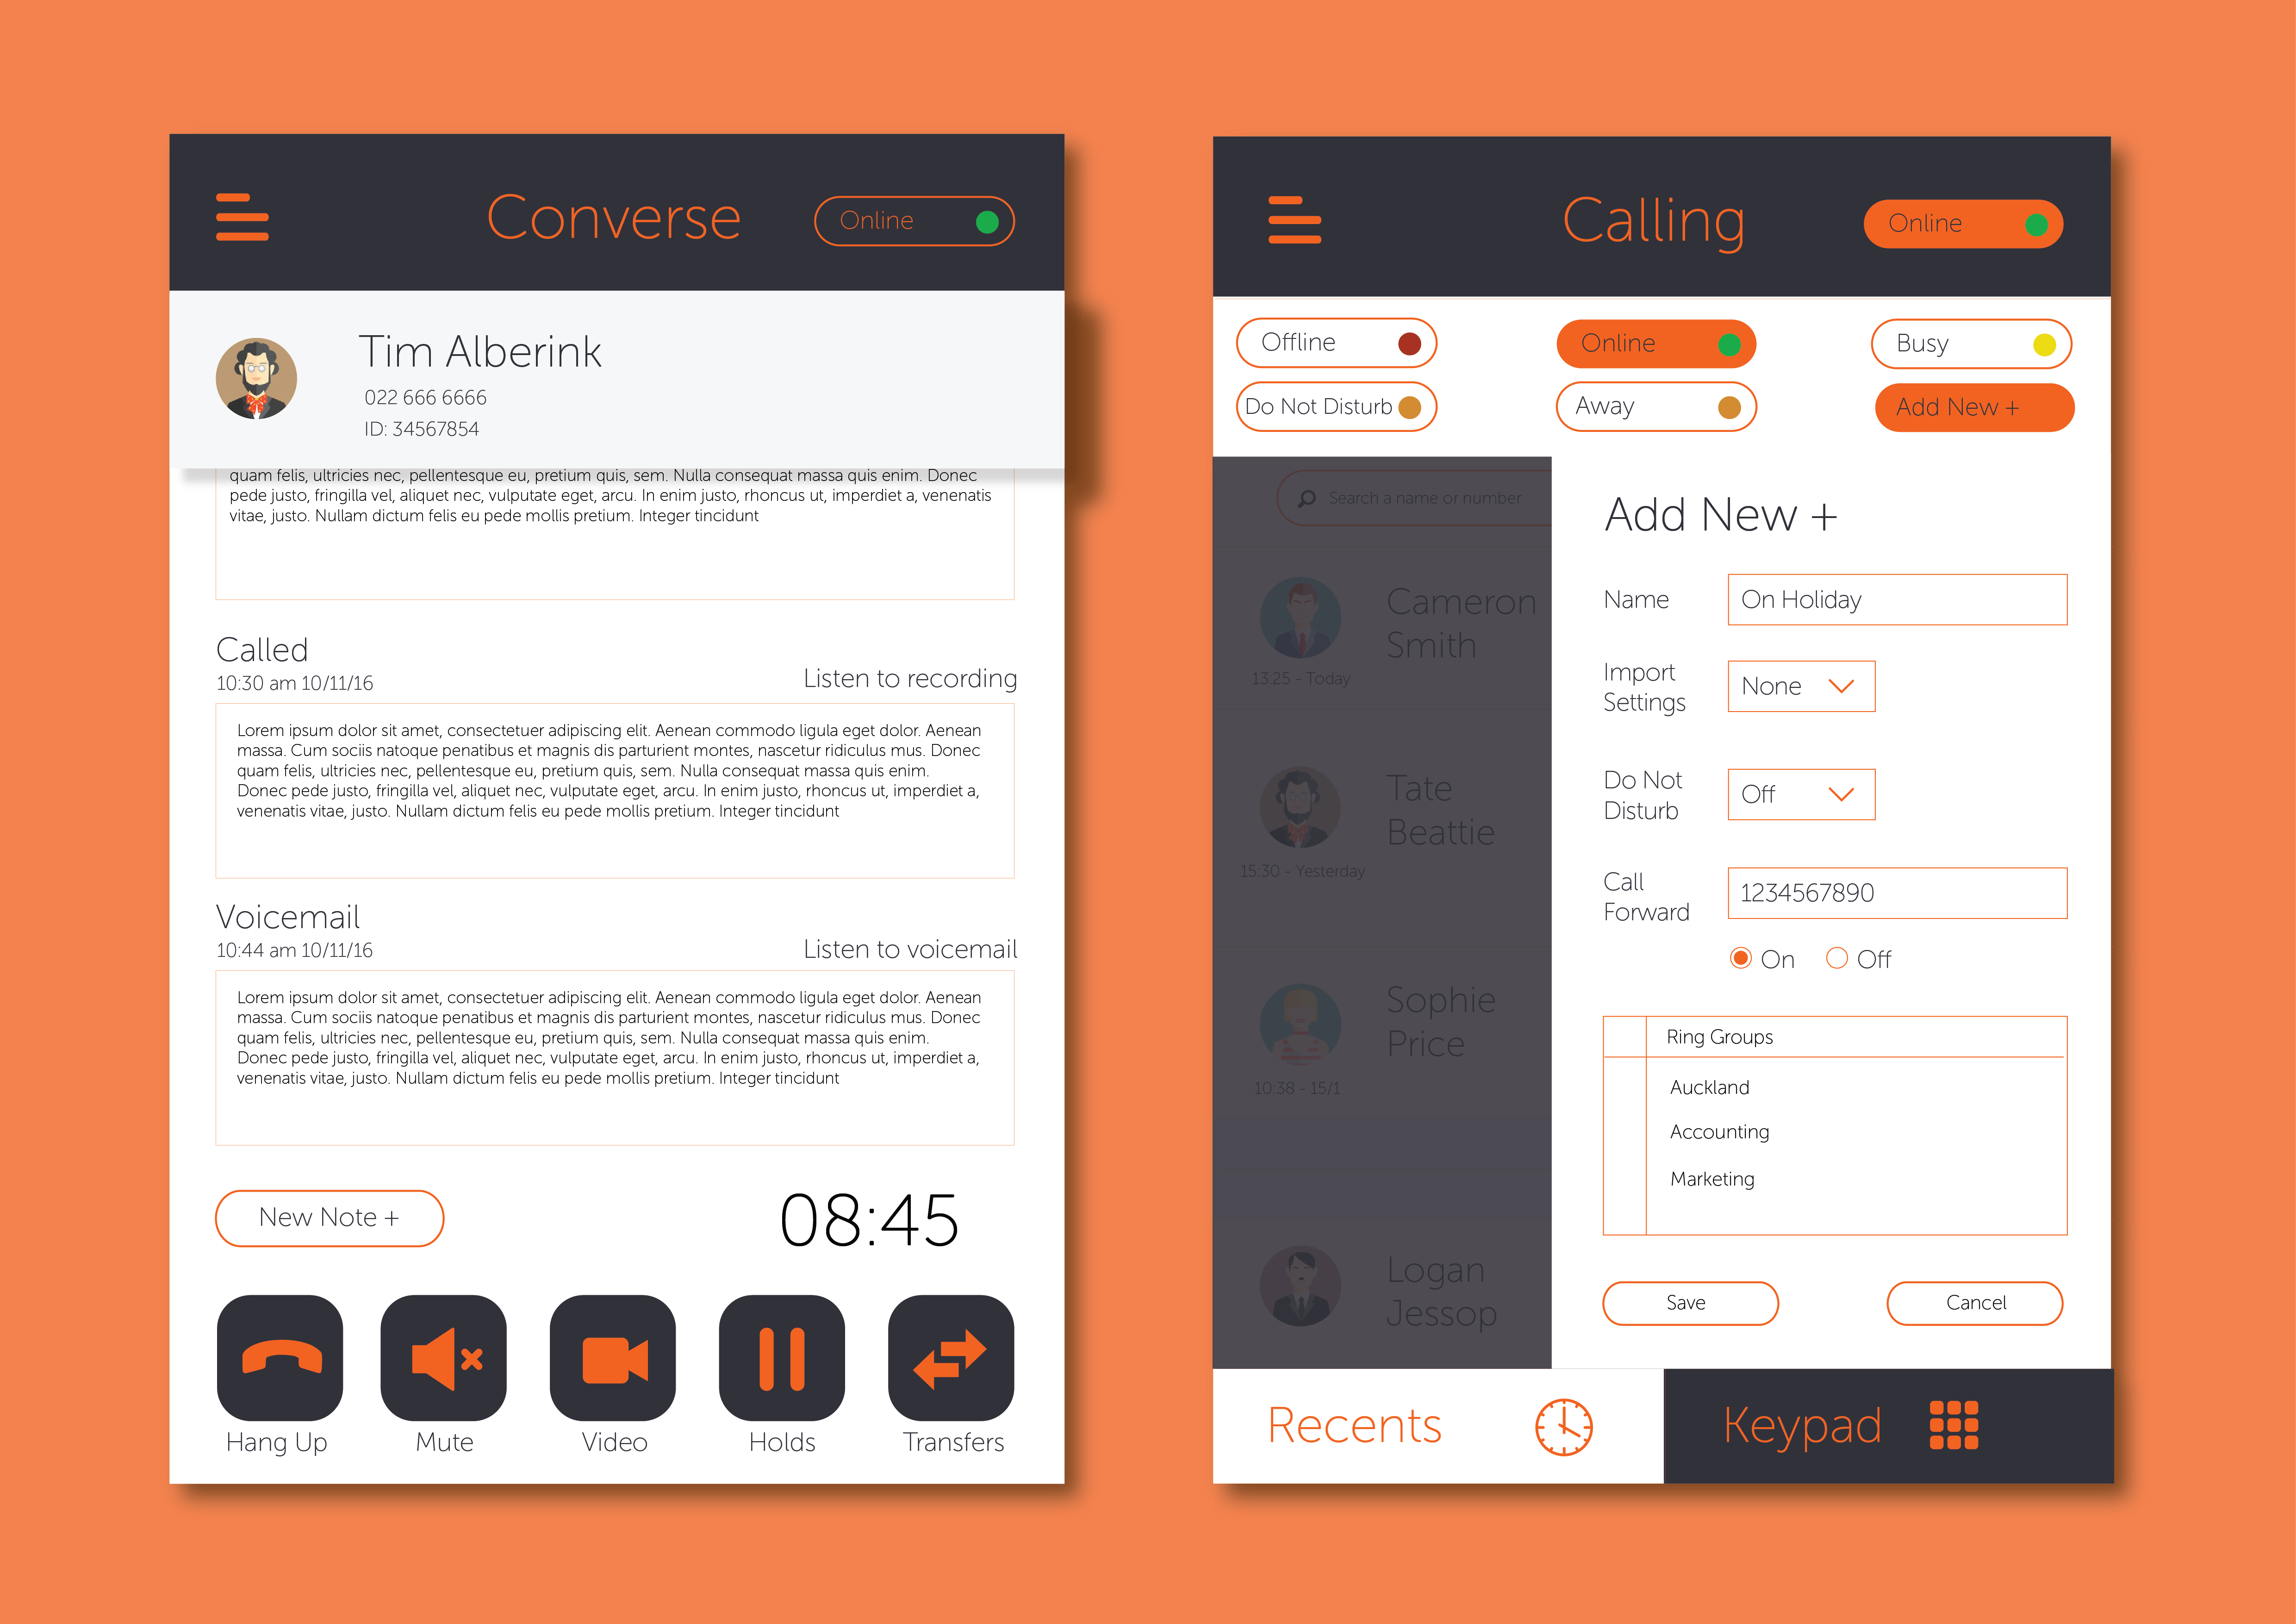 Converse
Online
Tim Alberink
022 666 6666
ID: 34567854
quam felis, ultricies nec, pellentesque eu, pretium quis, sem. Nulla consequat massa quis enim. Donec
pede justo, fringilla vel, aliquet nec, vulputate eget, arcu. In enim justo, rhoncus ut, imperdiet a, venenatis
vitae, justo. Nullam dictum felis eu pede mollis pretium. Integer tincidunt
Called
10:30 am 10/11/16
Listen to recording
Lorem ipsum dolor sit amet, consectetuer adipiscing elit. Aenean commodo ligula eget dolor. Aenean
massa. Cum sociis natoque penatibus et magnis dis parturient montes, nascetur ridiculus mus. Donec
quam felis, ultricies nec, pellentesque eu, pretium quis, sem. Nulla consequat massa quis enim.
Donec pede justo, fringilla vel, aliquet nec, vulputate eget, arcu. In enim justo, rhoncus ut, imperdiet a,
venenatis vitae, justo. Nullam dictum felis eu pede mollis pretium. Integer tincidunt
Voicemail
10:44 am 10/11/16
Listen to voicemail
Lorem ipsum dolor sit amet, consectetuer adipiscing elit. Aenean commodo ligula eget dolor. Aenean
massa. Cum sociis natoque penatibus et magnis dis parturient montes, nascetur ridiculus mus. Donec
quam felis, ultricies nec, pellentesque eu, pretium quis, sem. Nulla consequat massa quis enim.
Donec pede justo, fringilla vel, aliquet nec, vulputate eget, arcu. In enim justo, rhoncus ut, imperdiet a,
venenatis vitae, justo. Nullam dictum felis eu pede mollis pretium. Integer tincidunt
New Note +
08:45
Hang Up
Mute
Video
Holds
Transfers
Calling
Online
Offline
Online
Busy
Do Not Disturb
Away
Add New +
Search a name or number
Cameron
Smith
13:25 - Today
Tate
Beattie
15:30 - Yesterday
Sophie
Price
10:38 - 15/1
Logan
Jessop
Add New +
Name
On Holiday
Import
Settings
None
Do Not
Disturb
Off
Call
Forward
1234567890
On
Off
Ring Groups
Auckland
Accounting
Marketing
Save
Cancel
Recents
Keypad